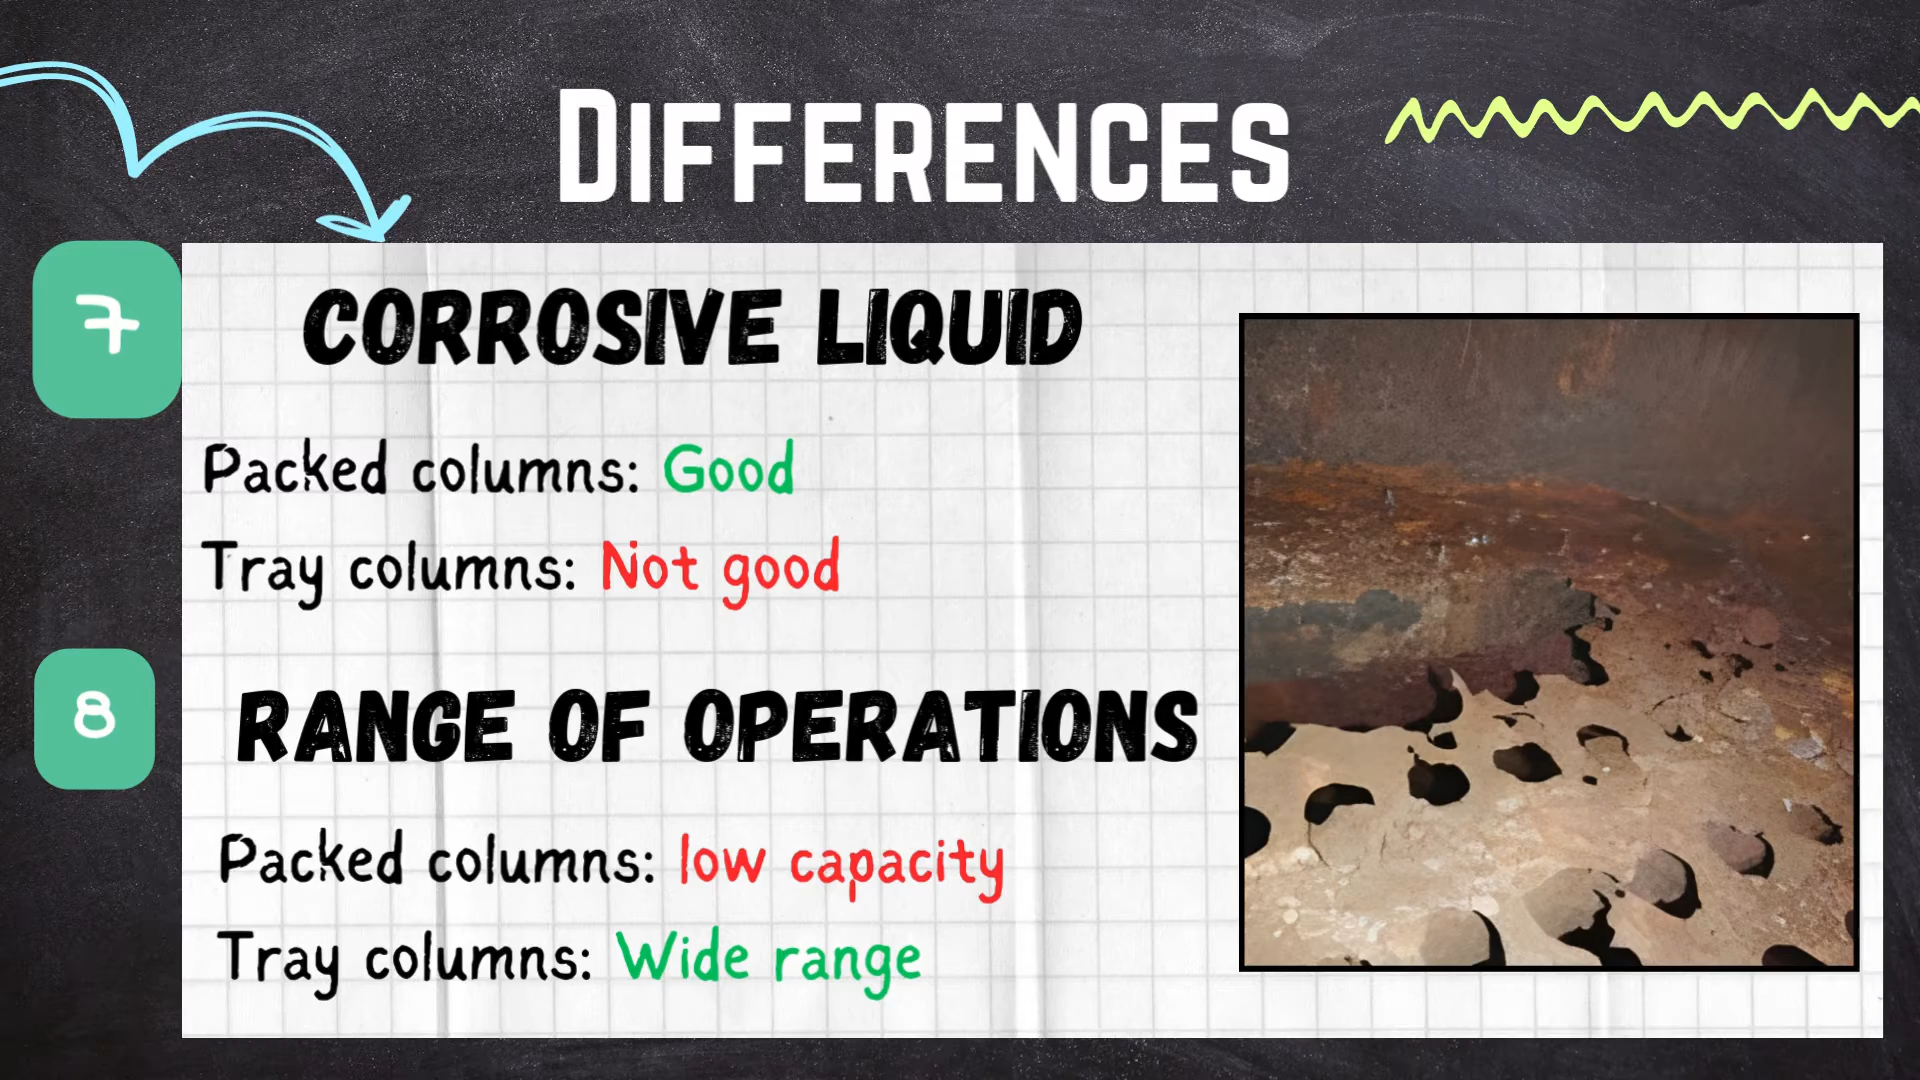 DIFFERENCES
7
CORROSIVE LIQUID
Packed columns: Good
Tray columns: Not good
8
RANGE OF OPERATIONS
Packed columns: low capacity
Tray columns: Wide range